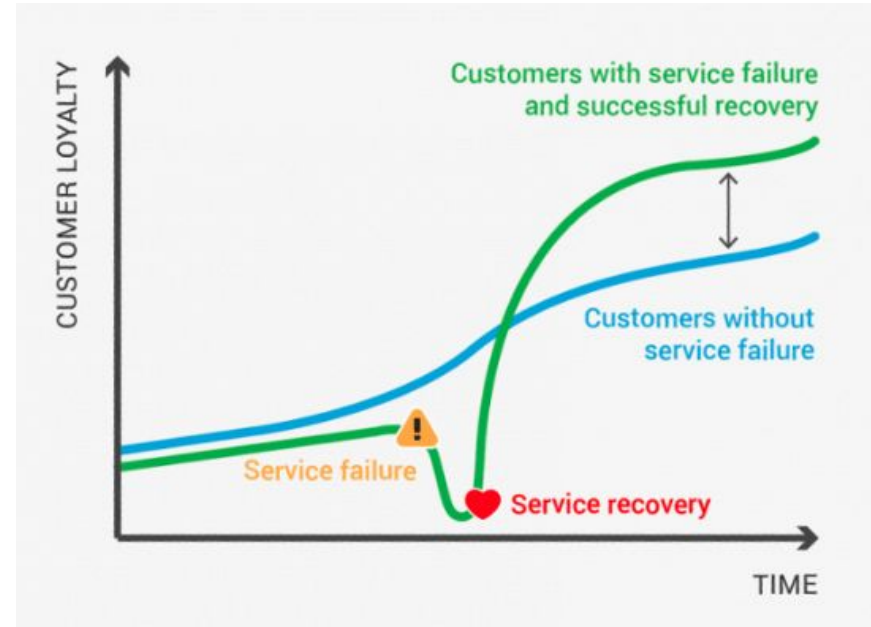 CUSTOMER LOYALTY
Customers with service failure
and successful recovery
Customers without
service failure
Service failure
Service recovery
TIME